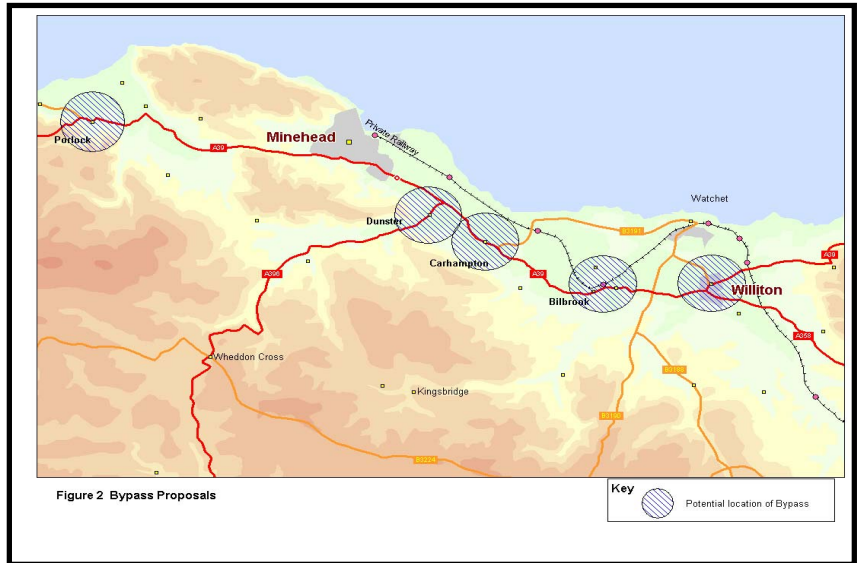 Porlock
A39
Minehead
Private Railway
Dunster
Carhampton
Watchet
B3191
A39
A39
Bilbrook
Williton
A396
A358
Wheddon Cross
Kingsbridge
B3190
B3224
Figure 2 Bypass Proposals
Key
Potential location of Bypass